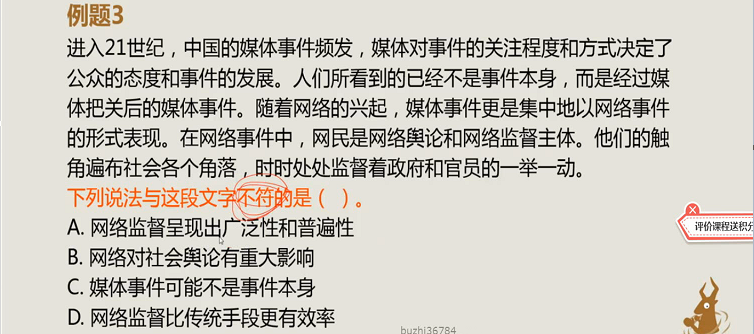 例题3
进入21世纪，中国的媒体事件频发，媒体对事件的关注程度和方式决定了
公众的态度和事件的发展。人们所看到的已经不是事件本身，而是经过媒
体把关后的媒体事件。随着网络的兴起，媒体事件更是集中地以网络事件
的形式表现。在网络事件中，网民是网络舆论和网络监督主体。他们的触
角遍布社会各个角落，时时处处监督着政府和官员的一举一动。
下列说法与这段文字不符的是（ ）。
A. 网络监督呈现出广泛性和普遍性
评价课程送积分
B. 网络对社会舆论有重大影响
C. 媒体事件可能不是事件本身
D. 网络监督比传统手段更有效率
buzhi36784